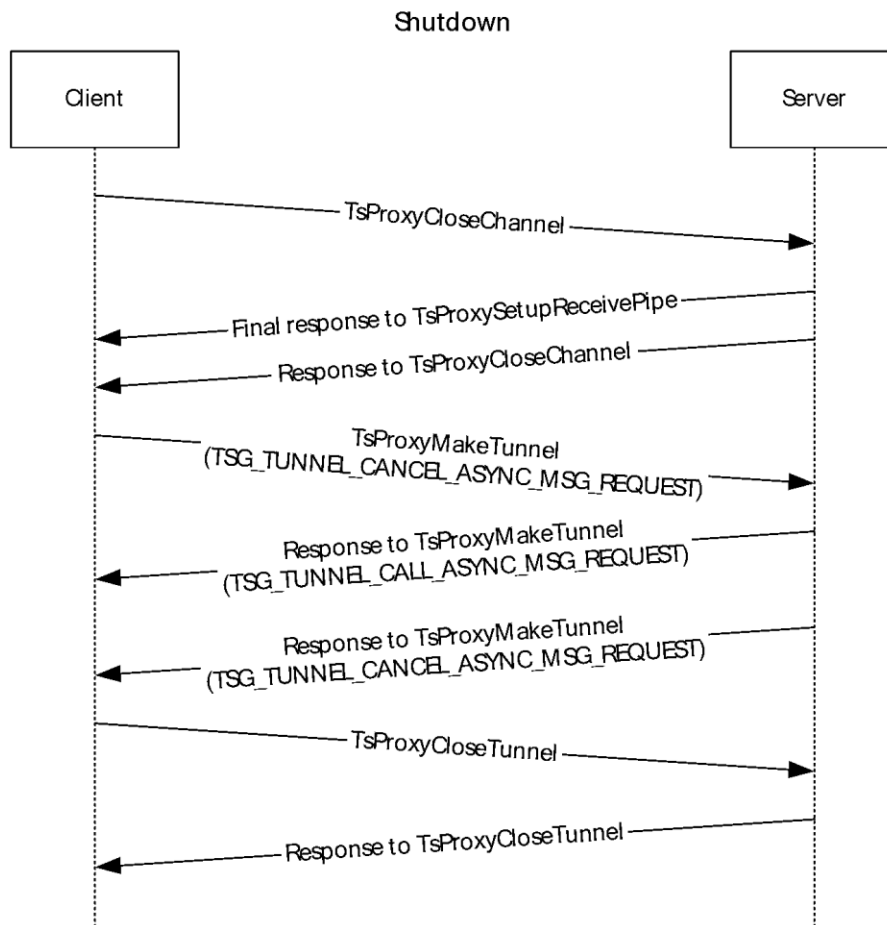 Shutdown
Client
Server
TsProxyCloseChannel
Final response to TsProxySetupReceivePipe
Response to TsProxyCloseChannel
TsProxyMakeTunnel
(TSG_TUNNEL_CANCEL_ASYNC_MSG_REQUEST)
Response to TsProxyMakeTunnel
(TSG_TUNNEL_CALL_ASYNC_MSG_REQUEST)
Response to TsProxyMakeTunnel
(TSG_TUNNEL_CANCEL_ASYNC_MSG_REQUEST)
TsProxyCloseTunnel
Response to TsProxyCloseTunnel